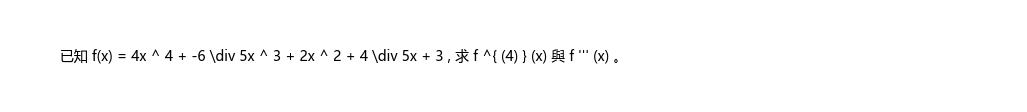 已知 f(x) = 4x ^ 4 + -6 \div 5x ^ 3 + 2x ^ 2 + 4 \div 5x + 3 , 求 f ^{ (4) } (x) 與 f ''' (x) 。